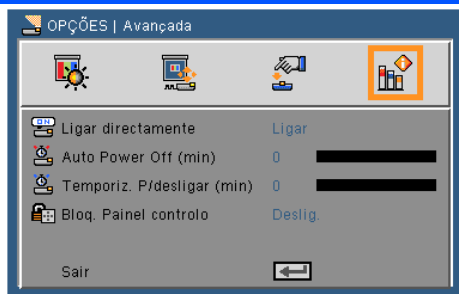 OPÇÕES | Avançada
ON Ligar directamente Ligar
Auto Power Off (min) 0
Temporiz. P/desligar (min) 0
Bloq. Painel controlo Deslig.
Sair